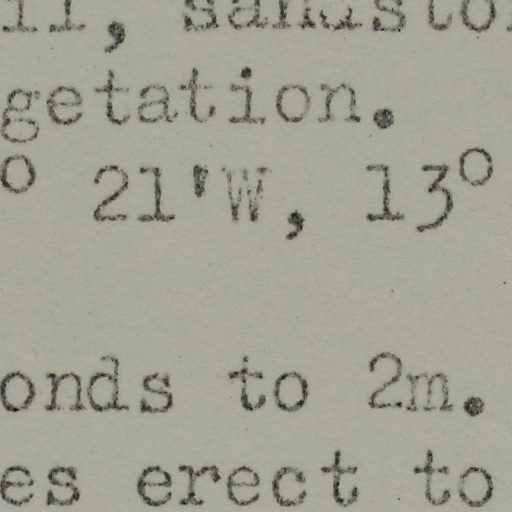 getation.
° 21'W, 13°
onds to 2m.
es erect to